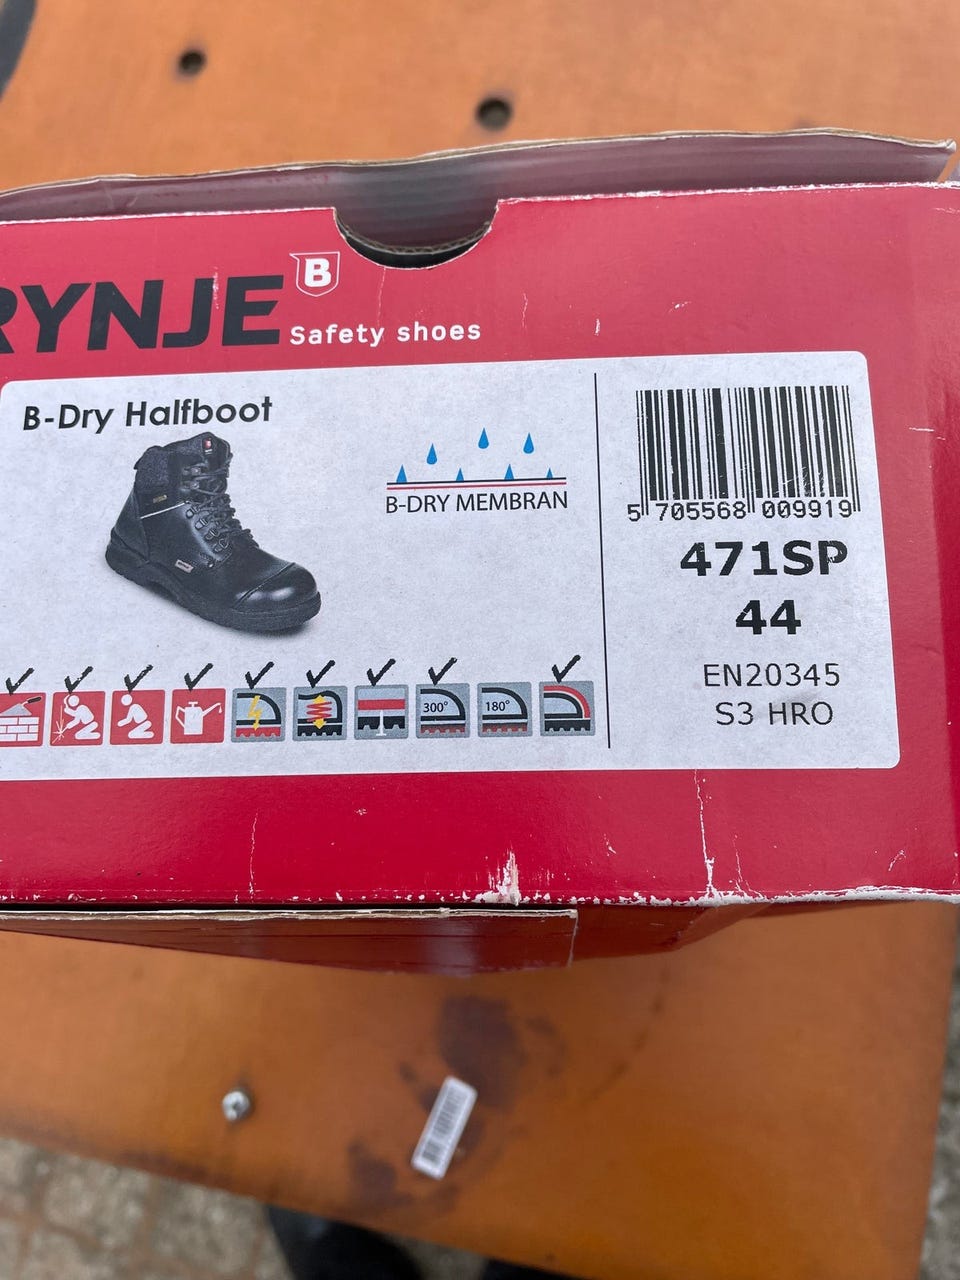 RYNJE B
Safety shoes
B-Dry Halfboot
B-DRY MEMBRAN
300°
180°
5 705568 009919
471SP
44
EN20345
S3 HRO